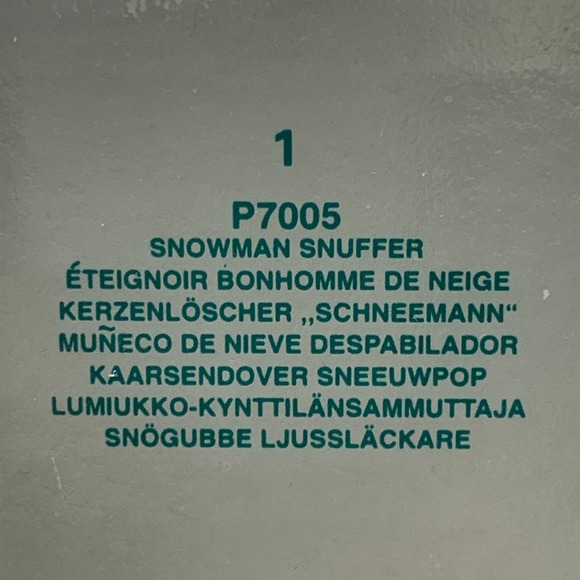 1
P7005
SNOWMAN SNUFFER
ÉTEIGNOIR BONHOMME DE NEIGE
KERZENLÖSCHER „SCHNEEMANN“
MUÑECO DE NIEVE DESPABILADOR
KAARSENDOVER SNEEUWPOP
LUMIUKKO-KYNTTILÄNSAMMUTTAJA
SNÖGUBBE LJUSSLÄCKARE